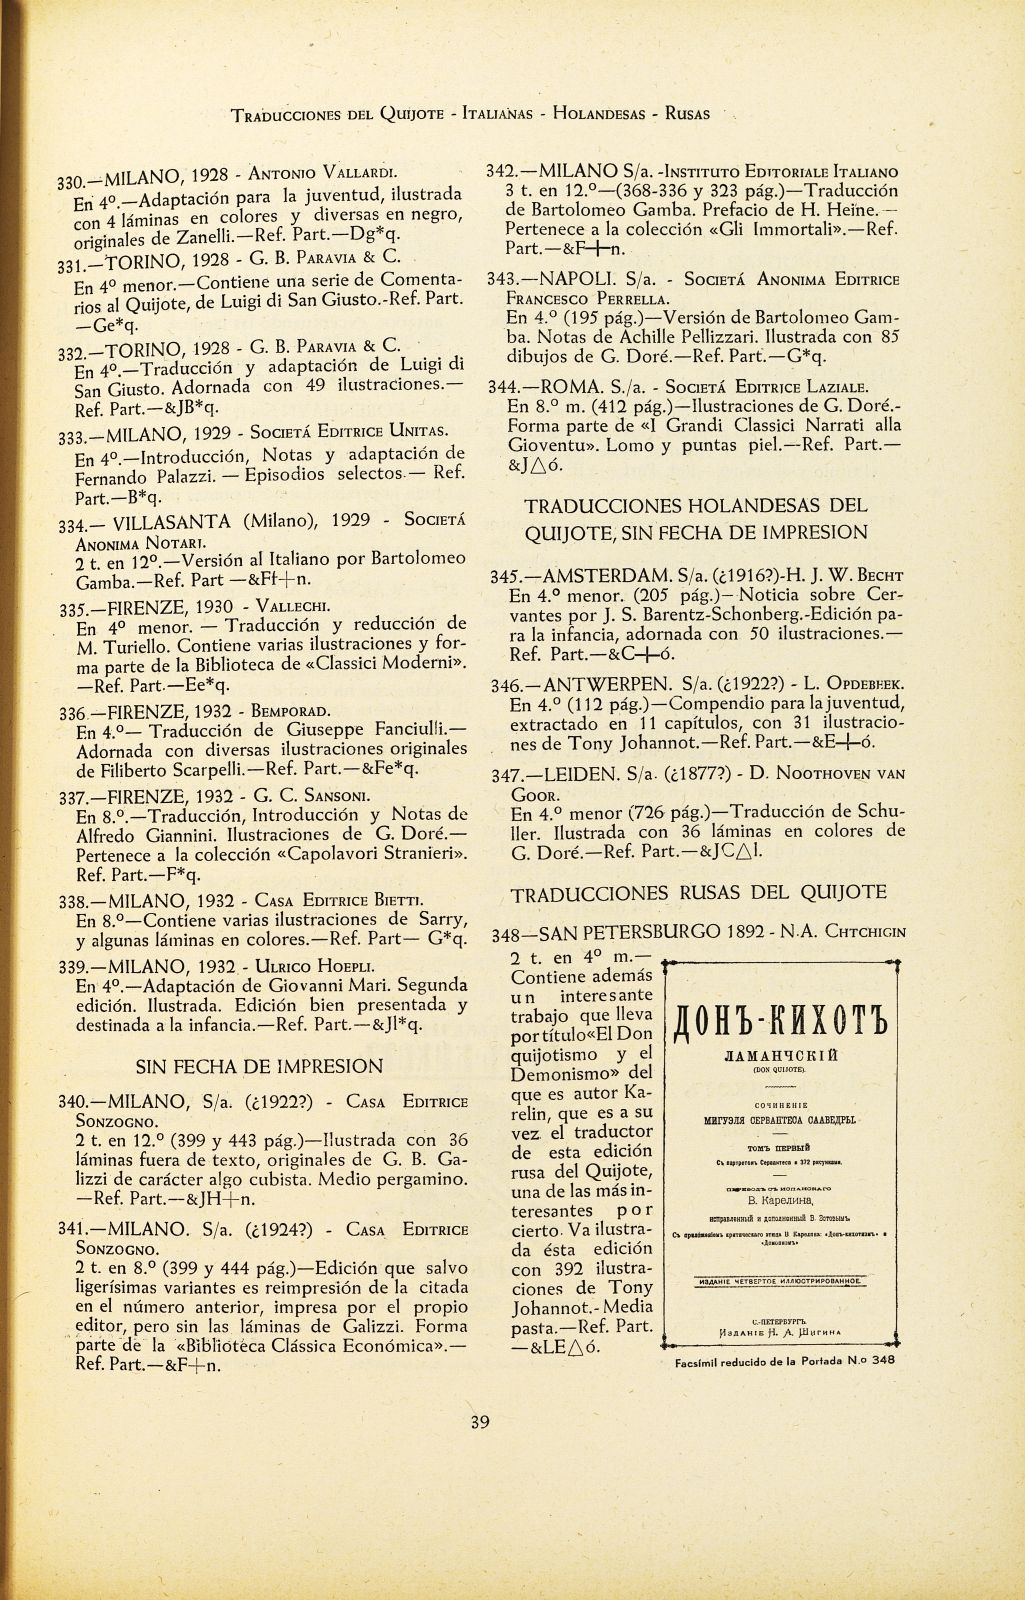 Traducciones del Quijote - Italianas - Holandesas - Rusas
330.—MILANO, 1928 - Antonio Vallardi.
En 4º.—Adaptación para la juventud, ilustrada
con 4 láminas en colores y diversas en negro,
originales de Zanelli.—Ref. Part.—Dg*q.
331.—TORINO, 1928 - G. B. Paravia & C.
En 4º menor.—Contiene una serie de Comenta-
rios al Quijote, de Luigi di San Giusto.-Ref. Part.
—Ge*q.
332.—TORINO, 1928 - G. B. Paravia & C.
En 4º.—Traducción y adaptación de Luigi di
San Giusto. Adornada con 49 ilustraciones.—
Ref. Part.—&JB*q.
333.—MILANO, 1929 - Societá Editrice Unitas.
En 4º.—Introducción, Notas y adaptación de
Fernando Palazzi. — Episodios selectos.— Ref.
Part.—B*q.
334.— VILLASANTA (Milano), 1929 - Societá
Anonima Notari.
2 t. en 12º.—Versión al Italiano por Bartolomeo
Gamba.—Ref. Part —&Ff+n.
335.—FIRENZE, 1930 - Vallechi.
En 4º menor. — Traducción y reducción de
M. Turiello. Contiene varias ilustraciones y for-
ma parte de la Biblioteca de «Classici Moderni».
—Ref. Part.—Ee*q.
336.—FIRENZE, 1932 - Bemporad.
En 4.º— Traducción de Giuseppe Fanciulli.—
Adornada con diversas ilustraciones originales
de Filiberto Scarpelli.—Ref. Part.—&Fe*q.
337.—FIRENZE, 1932 - G. C. Sansoni.
En 8.º.—Traducción, Introducción y Notas de
Alfredo Giannini. Ilustraciones de G. Doré.—
Pertenece a la colección «Capolavori Stranieri».
Ref. Part.—F*q.
338.—MILANO, 1932 - Casa Editrice Bietti.
En 8.º—Contiene varias ilustraciones de Sarry,
y algunas láminas en colores.—Ref. Part— G*q.
339.—MILANO, 1932 - Ulrico Hoepli.
En 4º.—Adaptación de Giovanni Mari. Segunda
edición. Ilustrada. Edición bien presentada y
destinada a la infancia.—Ref. Part.—&Jl*q.
SIN FECHA DE IMPRESION
340.—MILANO, S/a. (¿1922?) - Casa Editrice
Sonzogno.
2 t. en 12.º (399 y 443 pág.)—Ilustrada con 36
láminas fuera de texto, originales de G. B. Ga-
lizzi de carácter algo cubista. Medio pergamino.
—Ref. Part.—&JH+n.
341.—MILANO. S/a. (¿1924?) - Casa Editrice
Sonzogno.
2 t. en 8.º (399 y 444 pág.)—Edición que salvo
ligerísimas variantes es reimpresión de la citada
en el número anterior, impresa por el propio
editor, pero sin las láminas de Galizzi. Forma
parte de la «Biblioteca Clássica Económica».—
Ref. Part.—&F+n.
342.—MILANO S/a. -Instituto Editoriale Italiano
3 t. en 12.º—(368-336 y 323 pág.)—Traducción
de Bartolomeo Gamba. Prefacio de H. Heine. —
Pertenece a la colección «Gli Immortali».—Ref.
Part.—&F+n.
343.—NAPOLI. S/a. - Societá Anonima Editrice
Francesco Perrella.
En 4.º (195 pág.)—Versión de Bartolomeo Gam-
ba. Notas de Achille Pellizzari. Ilustrada con 85
dibujos de G. Doré.—Ref. Part.—G*q.
344.—ROMA. S./a. - Societá Editrice Laziale.
En 8.º m. (412 pág.)—Ilustraciones de G. Doré.-
Forma parte de «I Grandi Classici Narrati alla
Gioventu». Lomo y puntas piel.—Ref. Part.—
&J△ó.
TRADUCCIONES HOLANDESAS DEL
QUIJOTE, SIN FECHA DE IMPRESION
345.—AMSTERDAM. S/a. (¿1916?)-H. J. W. Becht
En 4.º menor. (205 pág.)—Noticia sobre Cer-
vantes por J. S. Barentz-Schonberg.-Edición pa-
ra la infancia, adornada con 50 ilustraciones.—
Ref. Part.—&C+ó.
346.—ANTWERPEN. S/a. (¿1922?) - L. Opdebeek.
En 4.º (112 pág.)—Compendio para la juventud,
extractado en 11 capítulos, con 31 ilustracio-
nes de Tony Johannot.—Ref. Part.—&E+ó.
347.—LEIDEN. S/a. (¿1877?) - D. Noothoven van
Goor.
En 4.º menor (726 pág.)—Traducción de Schu-
ller. Ilustrada con 36 láminas en colores de
G. Doré.—Ref. Part.—&JC△l.
TRADUCCIONES RUSAS DEL QUIJOTE
348—SAN PETERSBURGO 1892 - N.A. Chtchigin
2 t. en 4º m.—
Contiene además
un interesante
trabajo que lleva
por título«El Don
quijotismo y el
Demonismo» del
que es autor Ka-
relin, que es a su
vez el traductor
de esta edición
rusa del Quijote,
una de las más in-
teresantes por
cierto. Va ilustra-
da ésta edición
con 392 ilustra-
ciones de Tony
Johannot.- Media
pasta.—Ref. Part.
—&LE△ó.
ДОНЪ-КИХОТЪ
ЛАМАНЧСКІЙ
(DON QUIJOTE).
СОЧИНЕНІЕ
МИГУЭЛЯ СЕРВАНТЕСА СААВЕДРЫ.
ТОМЪ ПЕРВЫЙ
Съ портретомъ Сервантеса и 372 рисунками.
ПЕРЕВОДЪ СЪ ИСПАНСКАГО
В. Карелина,
исправленный и дополненный В. Зотовымъ.
Съ приложеніемъ критическаго этюда В. Карелина: «Донъ-кихотизмъ» и
«Демонизмъ»
ИЗДАНІЕ ЧЕТВЕРТОЕ ИЛЛЮСТРИРОВАННОЕ.
С.-ПЕТЕРБУРГЪ.
Изданіе Н. А. Шигина
Facsímil reducido de la Portada N.º 348
39